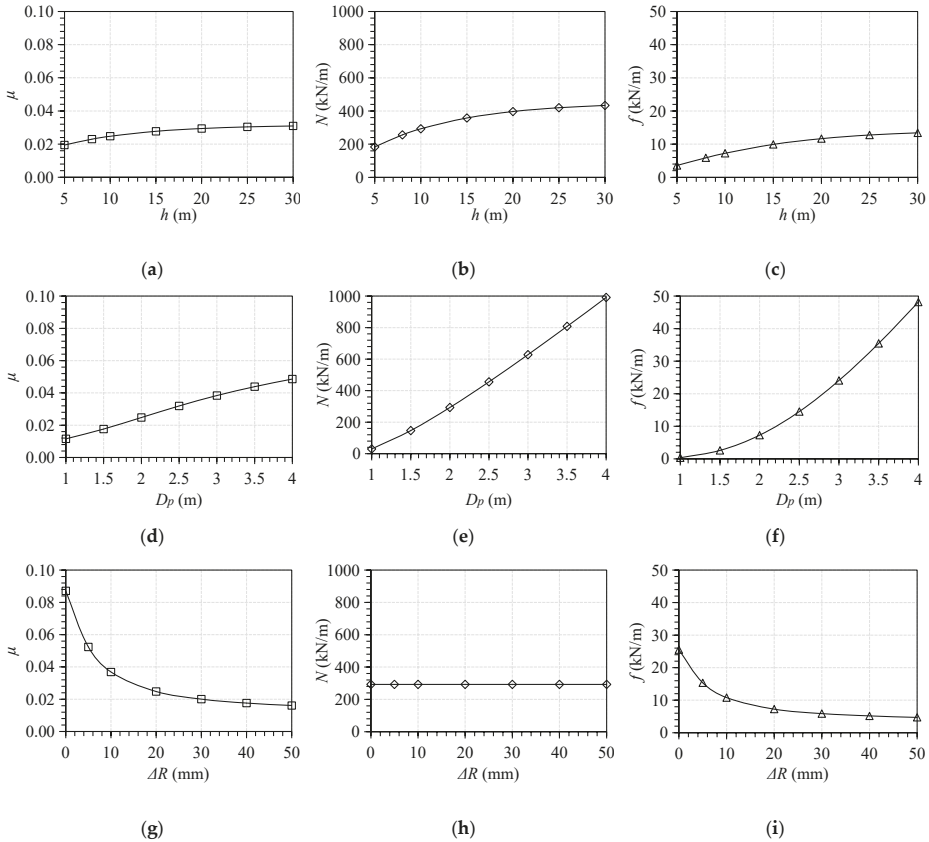 0.10
0.08
0.06
0.04
0.02
0.00
μ
5 10 15 20 25 30
h (m)
(a)
1000
800
600
400
200
0
N (kN/m)
5 10 15 20 25 30
h (m)
(b)
50
40
30
20
10
0
f (kN/m)
5 10 15 20 25 30
h (m)
(c)
0.10
0.08
0.06
0.04
0.02
0.00
μ
1 1.5 2 2.5 3 3.5 4
Dp (m)
(d)
1000
800
600
400
200
0
N (kN/m)
1 1.5 2 2.5 3 3.5 4
Dp (m)
(e)
50
40
30
20
10
0
f (kN/m)
1 1.5 2 2.5 3 3.5 4
Dp (m)
(f)
0.10
0.08
0.06
0.04
0.02
0.00
μ
0 10 20 30 40 50
ΔR (mm)
(g)
1000
800
600
400
200
0
N (kN/m)
0 10 20 30 40 50
ΔR (mm)
(h)
50
40
30
20
10
0
f (kN/m)
0 10 20 30 40 50
ΔR (mm)
(i)